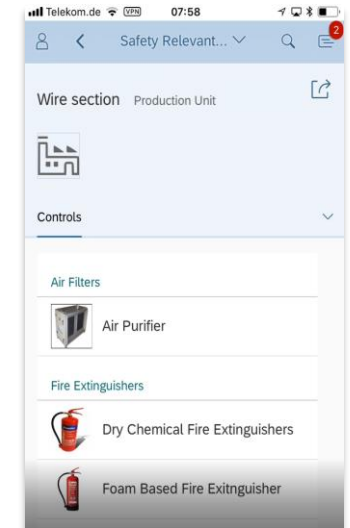 Telekom.de VPN 07:58
Safety Relevant... 2
Wire section Production Unit
Controls
Air Filters
Air Purifier
Fire Extinguishers
Dry Chemical Fire Extinguishers
Foam Based Fire Exitnguisher